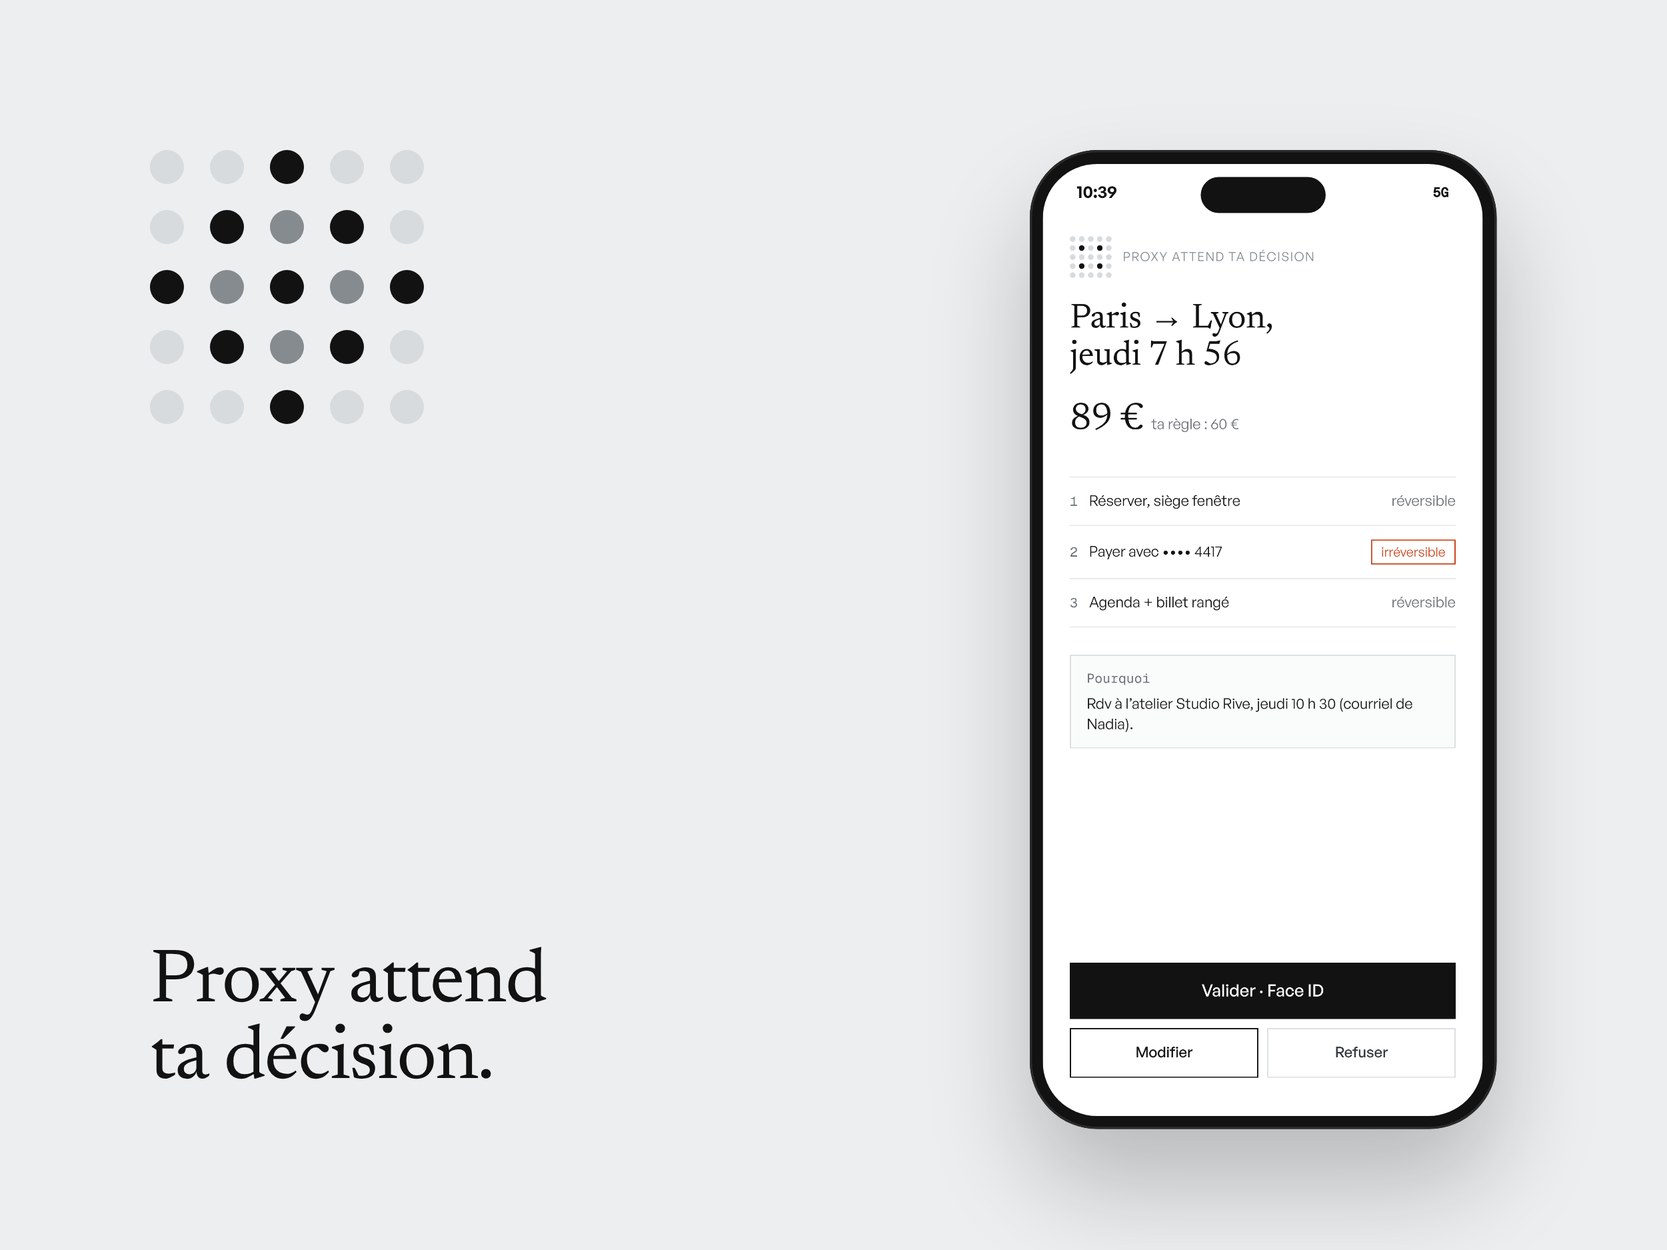 Proxy attend
ta décision.
10:39
5G
PROXY ATTEND TA DÉCISION
Paris → Lyon,
jeudi 7 h 56
89 € ta règle : 60 €
1 Réserver, siège fenêtre réversible
2 Payer avec •••• 4417 irréversible
3 Agenda + billet rangé réversible
Pourquoi
Rdv à l’atelier Studio Rive, jeudi 10 h 30 (courriel de
Nadia).
Valider · Face ID
Modifier
Refuser